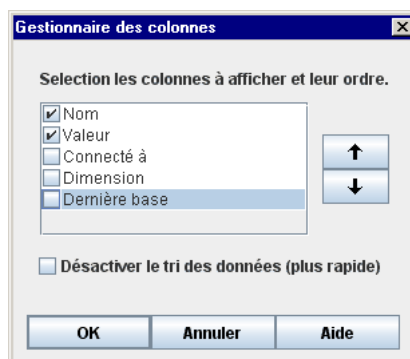 Gestionnaire des colonnes
Selection les colonnes à afficher et leur ordre.
Nom
Valeur
Connecté à
Dimension
Dernière base
Désactiver le tri des données (plus rapide)
OK Annuler Aide